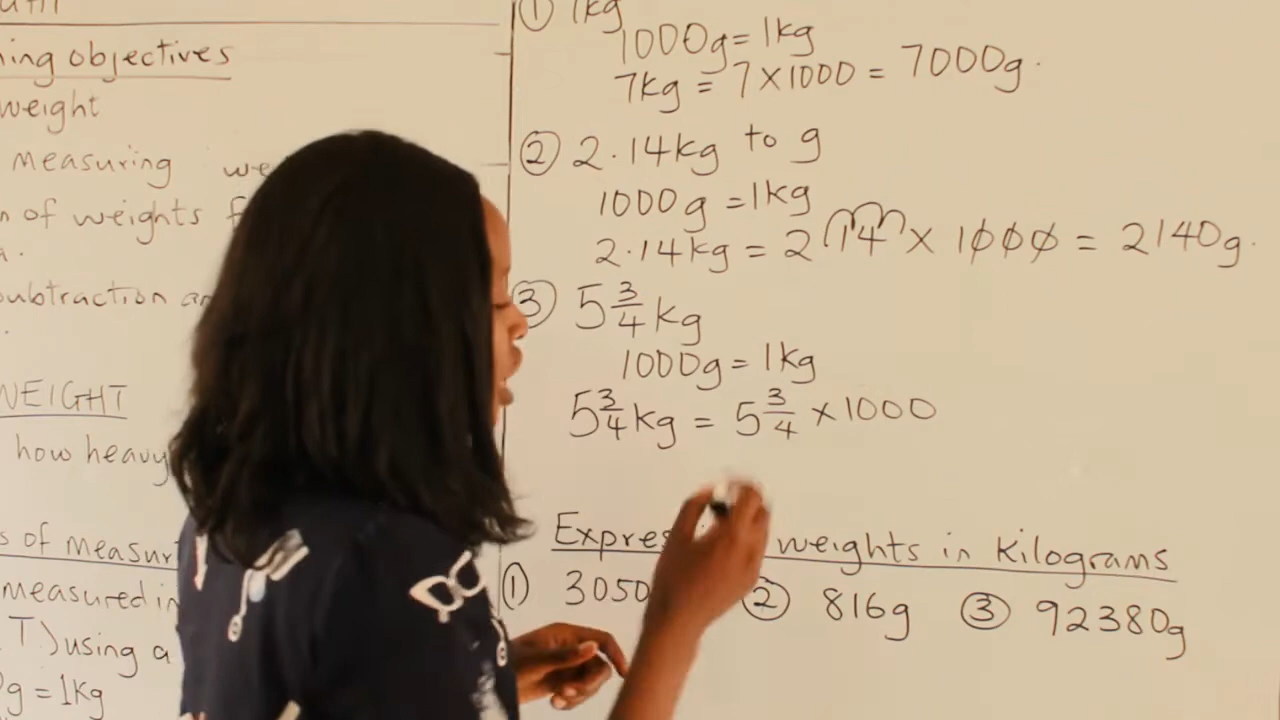 ing objectives
weight
measuring
n of weights
subtraction
WEIGHT
how heavy
s of measur
measured in
T) using a
g = 1kg
① 1kg
1000g = 1kg
7kg = 7 × 1000 = 7000g.
② 2.14kg to g
1000g = 1kg
2.14kg = 2 14 × 1000 = 2140g.
③ 5 3/4 kg
1000g = 1kg
5 3/4 kg = 5 3/4 × 1000
Expre weights in Kilograms
① 3050 ② 816g ③ 92380g